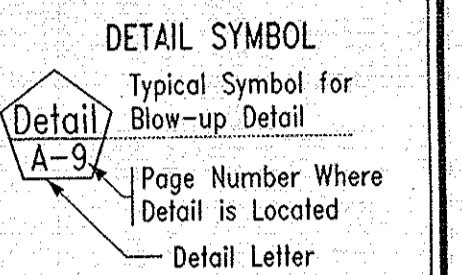 DETAIL SYMBOL
Typical Symbol for
Blow-up Detail
Detail
A-9
Page Number Where
Detail is Located
Detail Letter